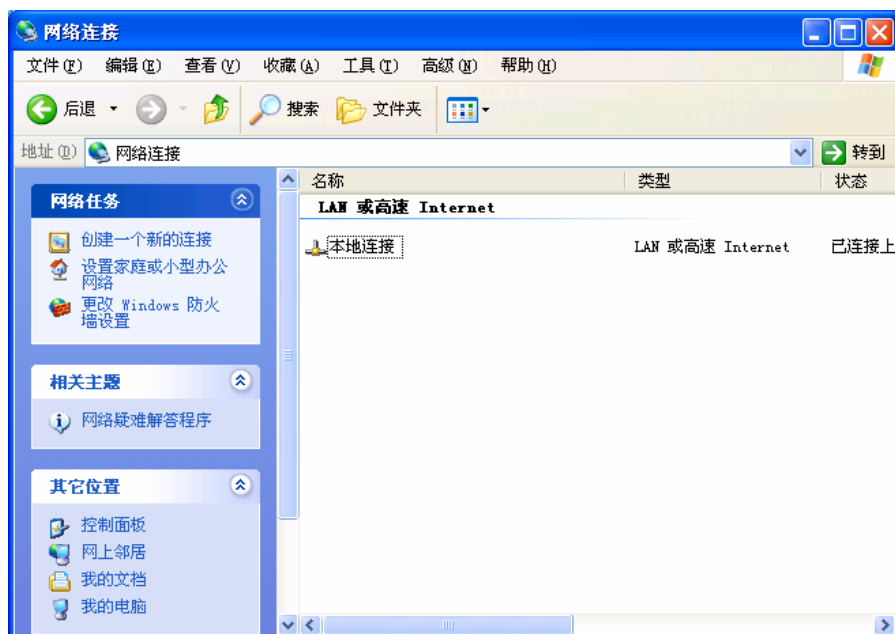 网络连接
文件(F) 编辑(E) 查看(V) 收藏(A) 工具(T) 高级(N) 帮助(H)
后退 搜索 文件夹
地址(D) 网络连接 转到
网络任务
创建一个新的连接
设置家庭或小型办公
网络
更改 Windows 防火
墙设置
相关主题
网络疑难解答程序
其它位置
控制面板
网上邻居
我的文档
我的电脑
名称 类型 状态
LAN 或高速 Internet
本地连接 LAN 或高速 Internet 已连接上